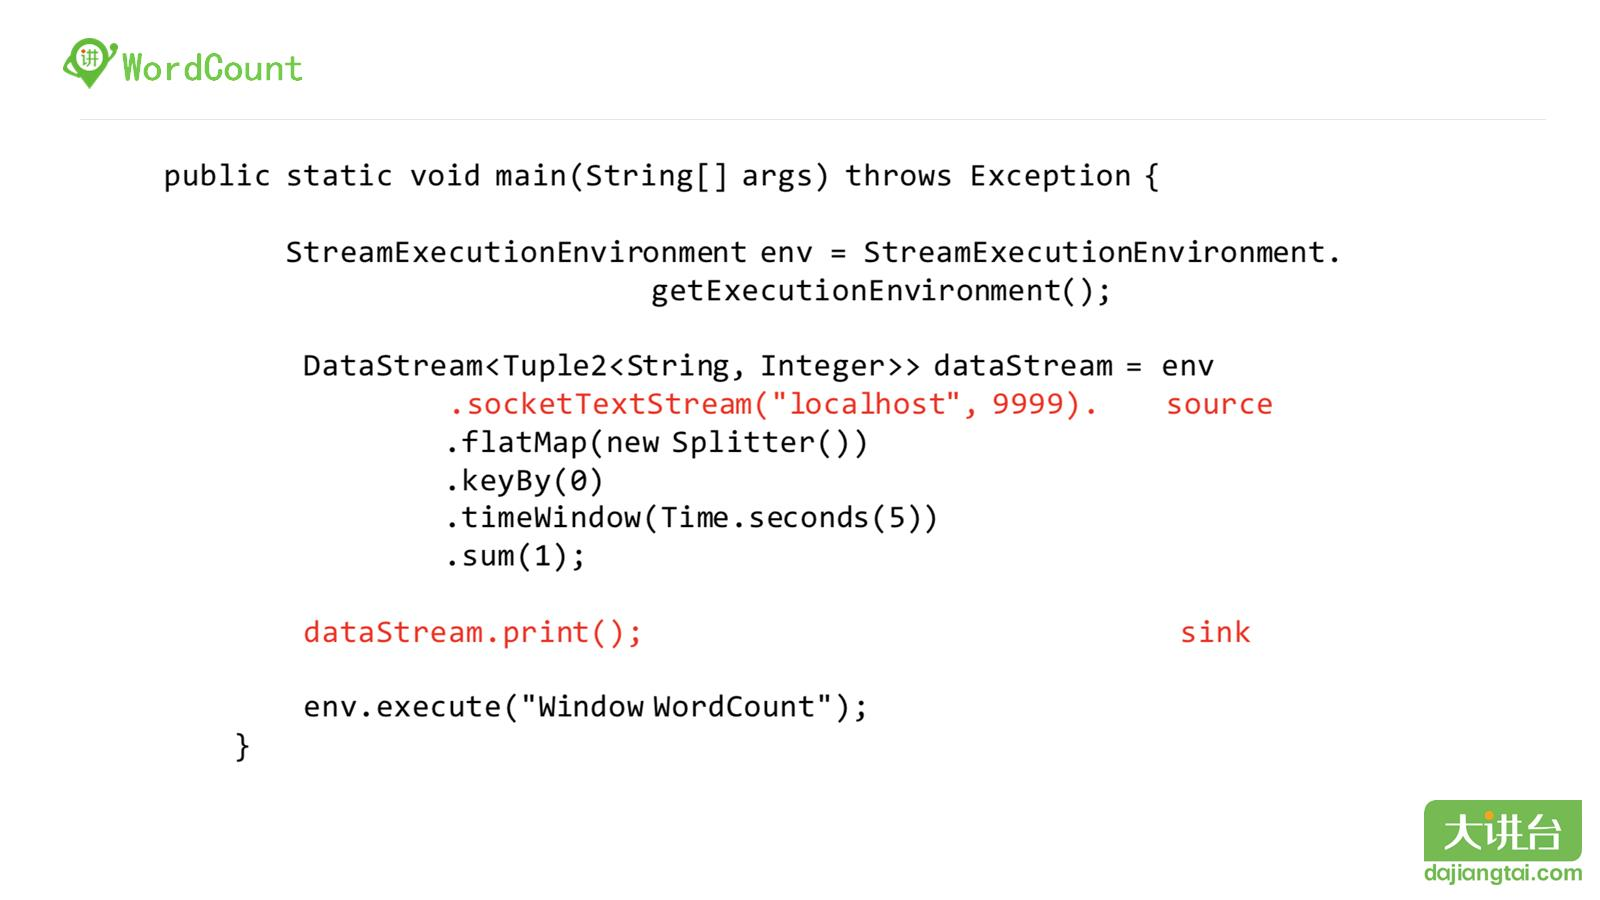 讲 WordCount
public static void main(String[] args) throws Exception {
StreamExecutionEnvironment env = StreamExecutionEnvironment.
getExecutionEnvironment();
DataStream<Tuple2<String, Integer>> dataStream = env
.socketTextStream("localhost", 9999). source
.flatMap(new Splitter())
.keyBy(0)
.timeWindow(Time.seconds(5))
.sum(1);
dataStream.print(); sink
env.execute("Window WordCount");
}
大讲台
dajiangtai.com